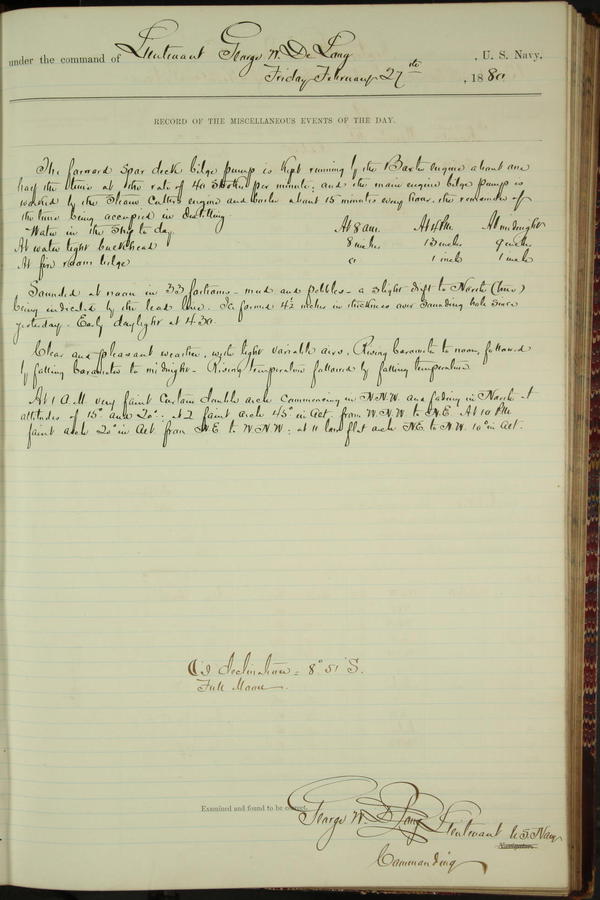 under the command of Lieutenant George W. De Long, U. S. Navy,
Friday February 27th, 1880
RECORD OF THE MISCELLANEOUS EVENTS OF THE DAY.
The forward spar deck bilge pump is kept running by the Baxter engine about one
half the time at the rate of 40 strokes per minute; and the main engine bilge pump is
worked by the Steam Cutter engine and boiler about 15 minutes every hour, the remainder of
the time being occupied in distilling.
Water in the ship to day At 8 am. At 4 PM. At midnight
At water tight bulkhead 8 inches 13 inches 9 inches
At fire room bilge 0 1 inch 1 inch
Sounded at noon in 33 fathoms - mud and pebbles - a slight drift to North (true)
being indicated by the lead line. Ice formed 4½ inches in thickness over sounding hole since
yesterday. Early daylight at 4.30.
Clear and pleasant weather, with light variable airs. Rising barometer to noon, followed
by falling barometer to midnight. Rising temperature followed by falling temperature.
At 1 A.M. very faint curtain double arch commencing in N.N.W. and fading in North at
altitudes of 15° and 20°: at 2 faint arch 45° in alt. from W.N.W. to N.E. At 10 PM.
faint arch 20° in alt. from N.E. to W.N.W: at 11 low flat arch N.E. to N.W. 10° in alt.
☾'s declination = 8° 51' S.
Full Moon.
Examined and found to be correct.
George W. De Long Lieutenant U.S. Navy
Navigator.
Commanding